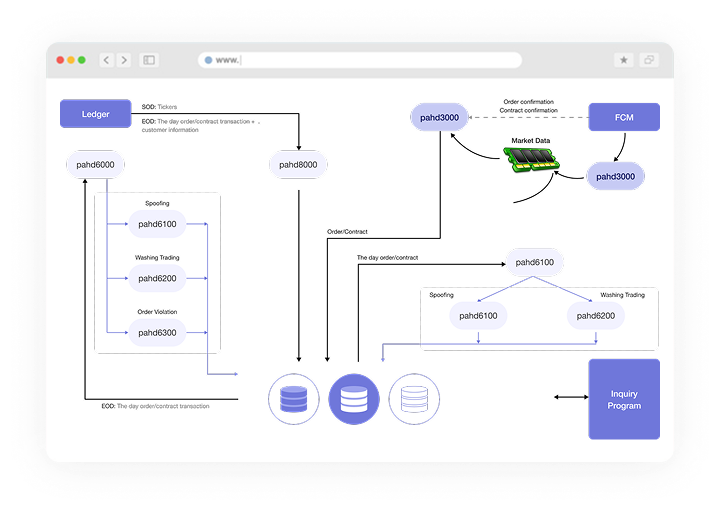 www.
Ledger
SOD: Tickers
EOD: The day order/contract transaction + .
customer information
Order confirmation
Contract confirmation
pahd3000
FCM
Market Data
pahd6000
pahd8000
pahd3000
Spoofing
pahd6100
Order/Contract
Washing Trading
pahd6200
The day order/contract
pahd6100
Spoofing
Washing Trading
Order Violation
pahd6300
pahd6100
pahd6200
EOD: The day order/contract transaction
Inquiry
Program